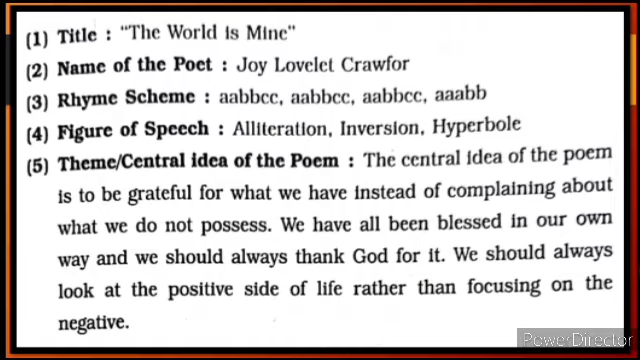 (1) Title : "The World is Mine"
(2) Name of the Poet : Joy Lovelet Crawfor
(3) Rhyme Scheme : aabbcc, aabbcc, aabbcc, aaabb
(4) Figure of Speech : Alliteration, Inversion, Hyperbole
(5) Theme/Central idea of the Poem : The central idea of the poem
is to be grateful for what we have instead of complaining about
what we do not possess. We have all been blessed in our own
way and we should always thank God for it. We should always
look at the positive side of life rather than focusing on the
negative.
PowerDirector